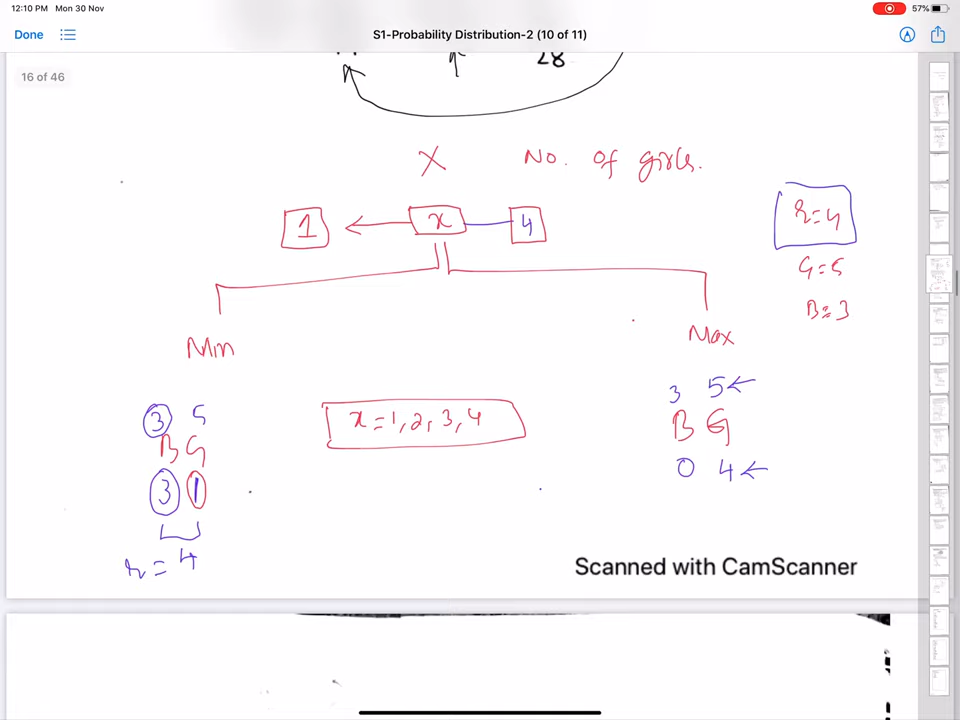 12:10 PM Mon 30 Nov
57%
Done
S1-Probability Distribution-2 (10 of 11)
16 of 46
28
X No. of girls.
1 x 4
r=4
G=5
B=3
Min
Max
3 5
B G
3 1
r = 4
x=1,2,3,4
3 5
B G
0 4
Scanned with CamScanner